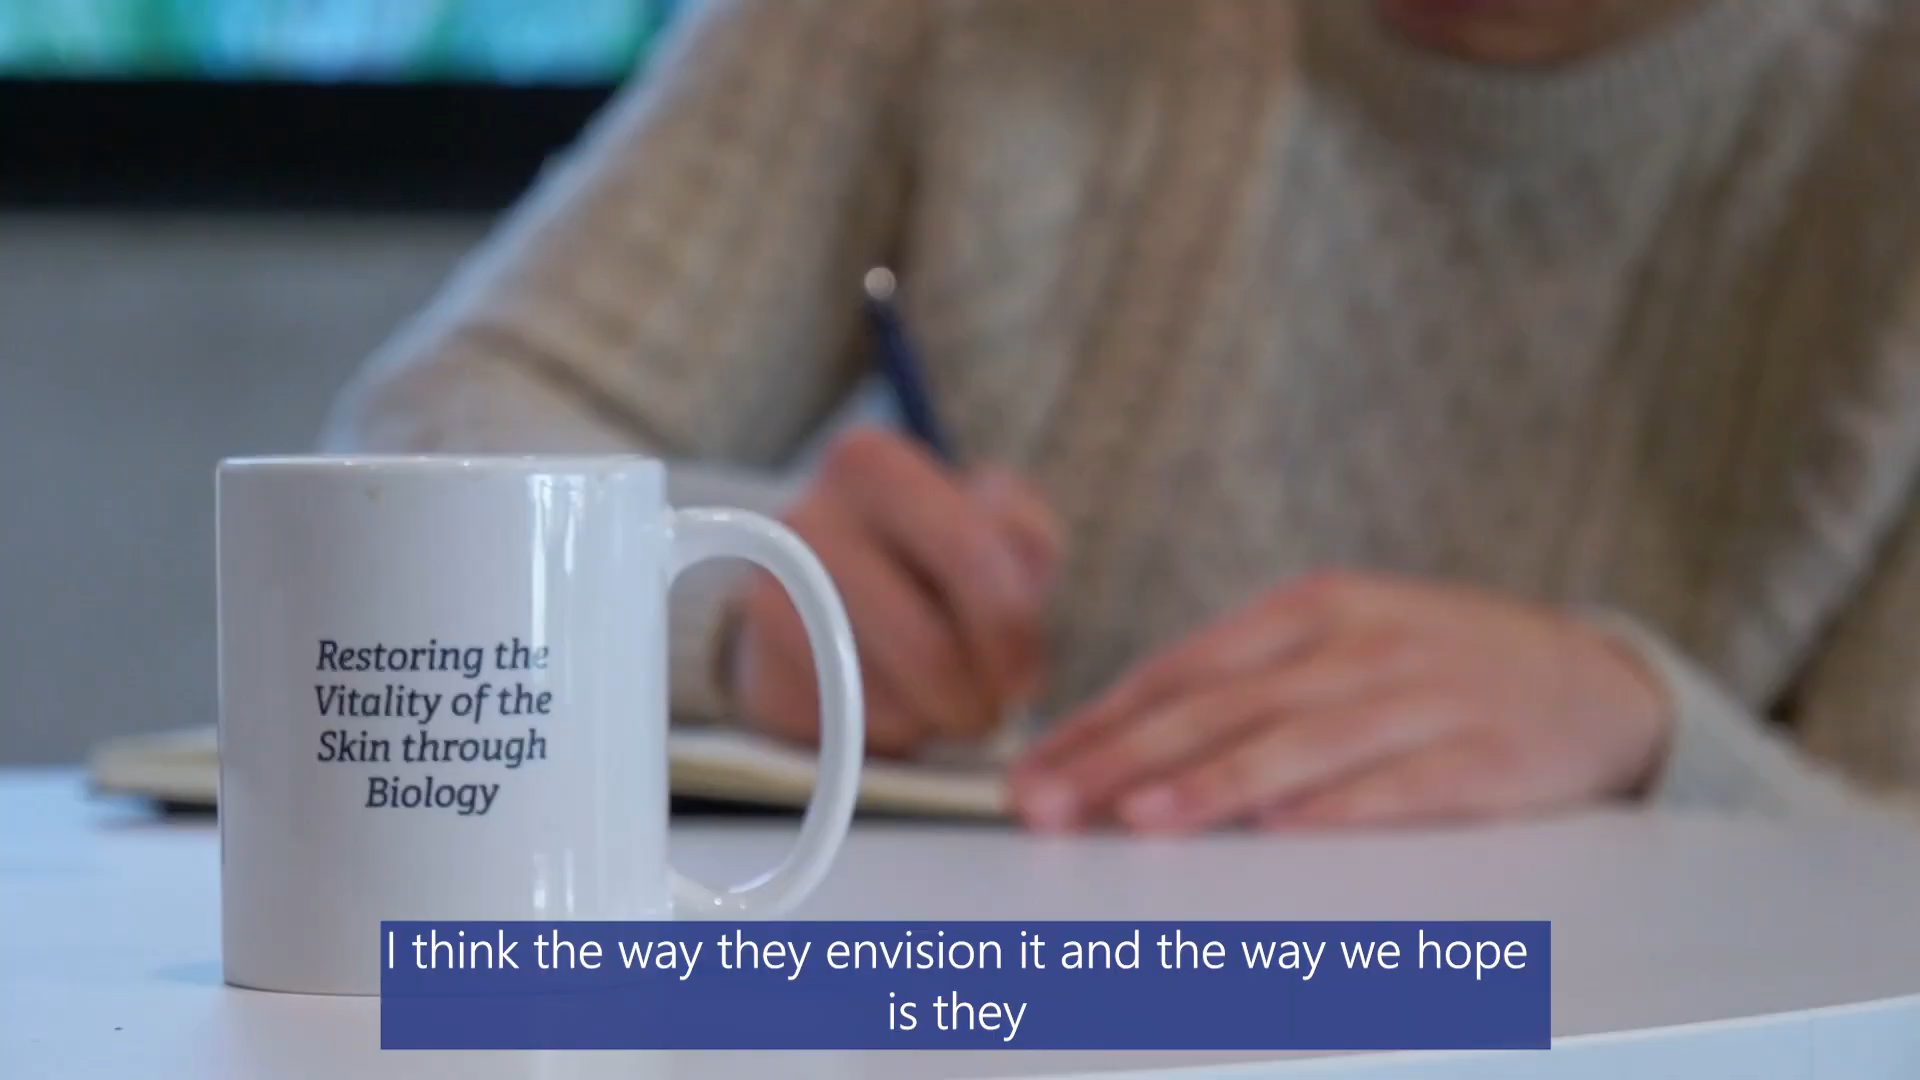 Restoring the
Vitality of the
Skin through
Biology
I think the way they envision it and the way we hope
is they